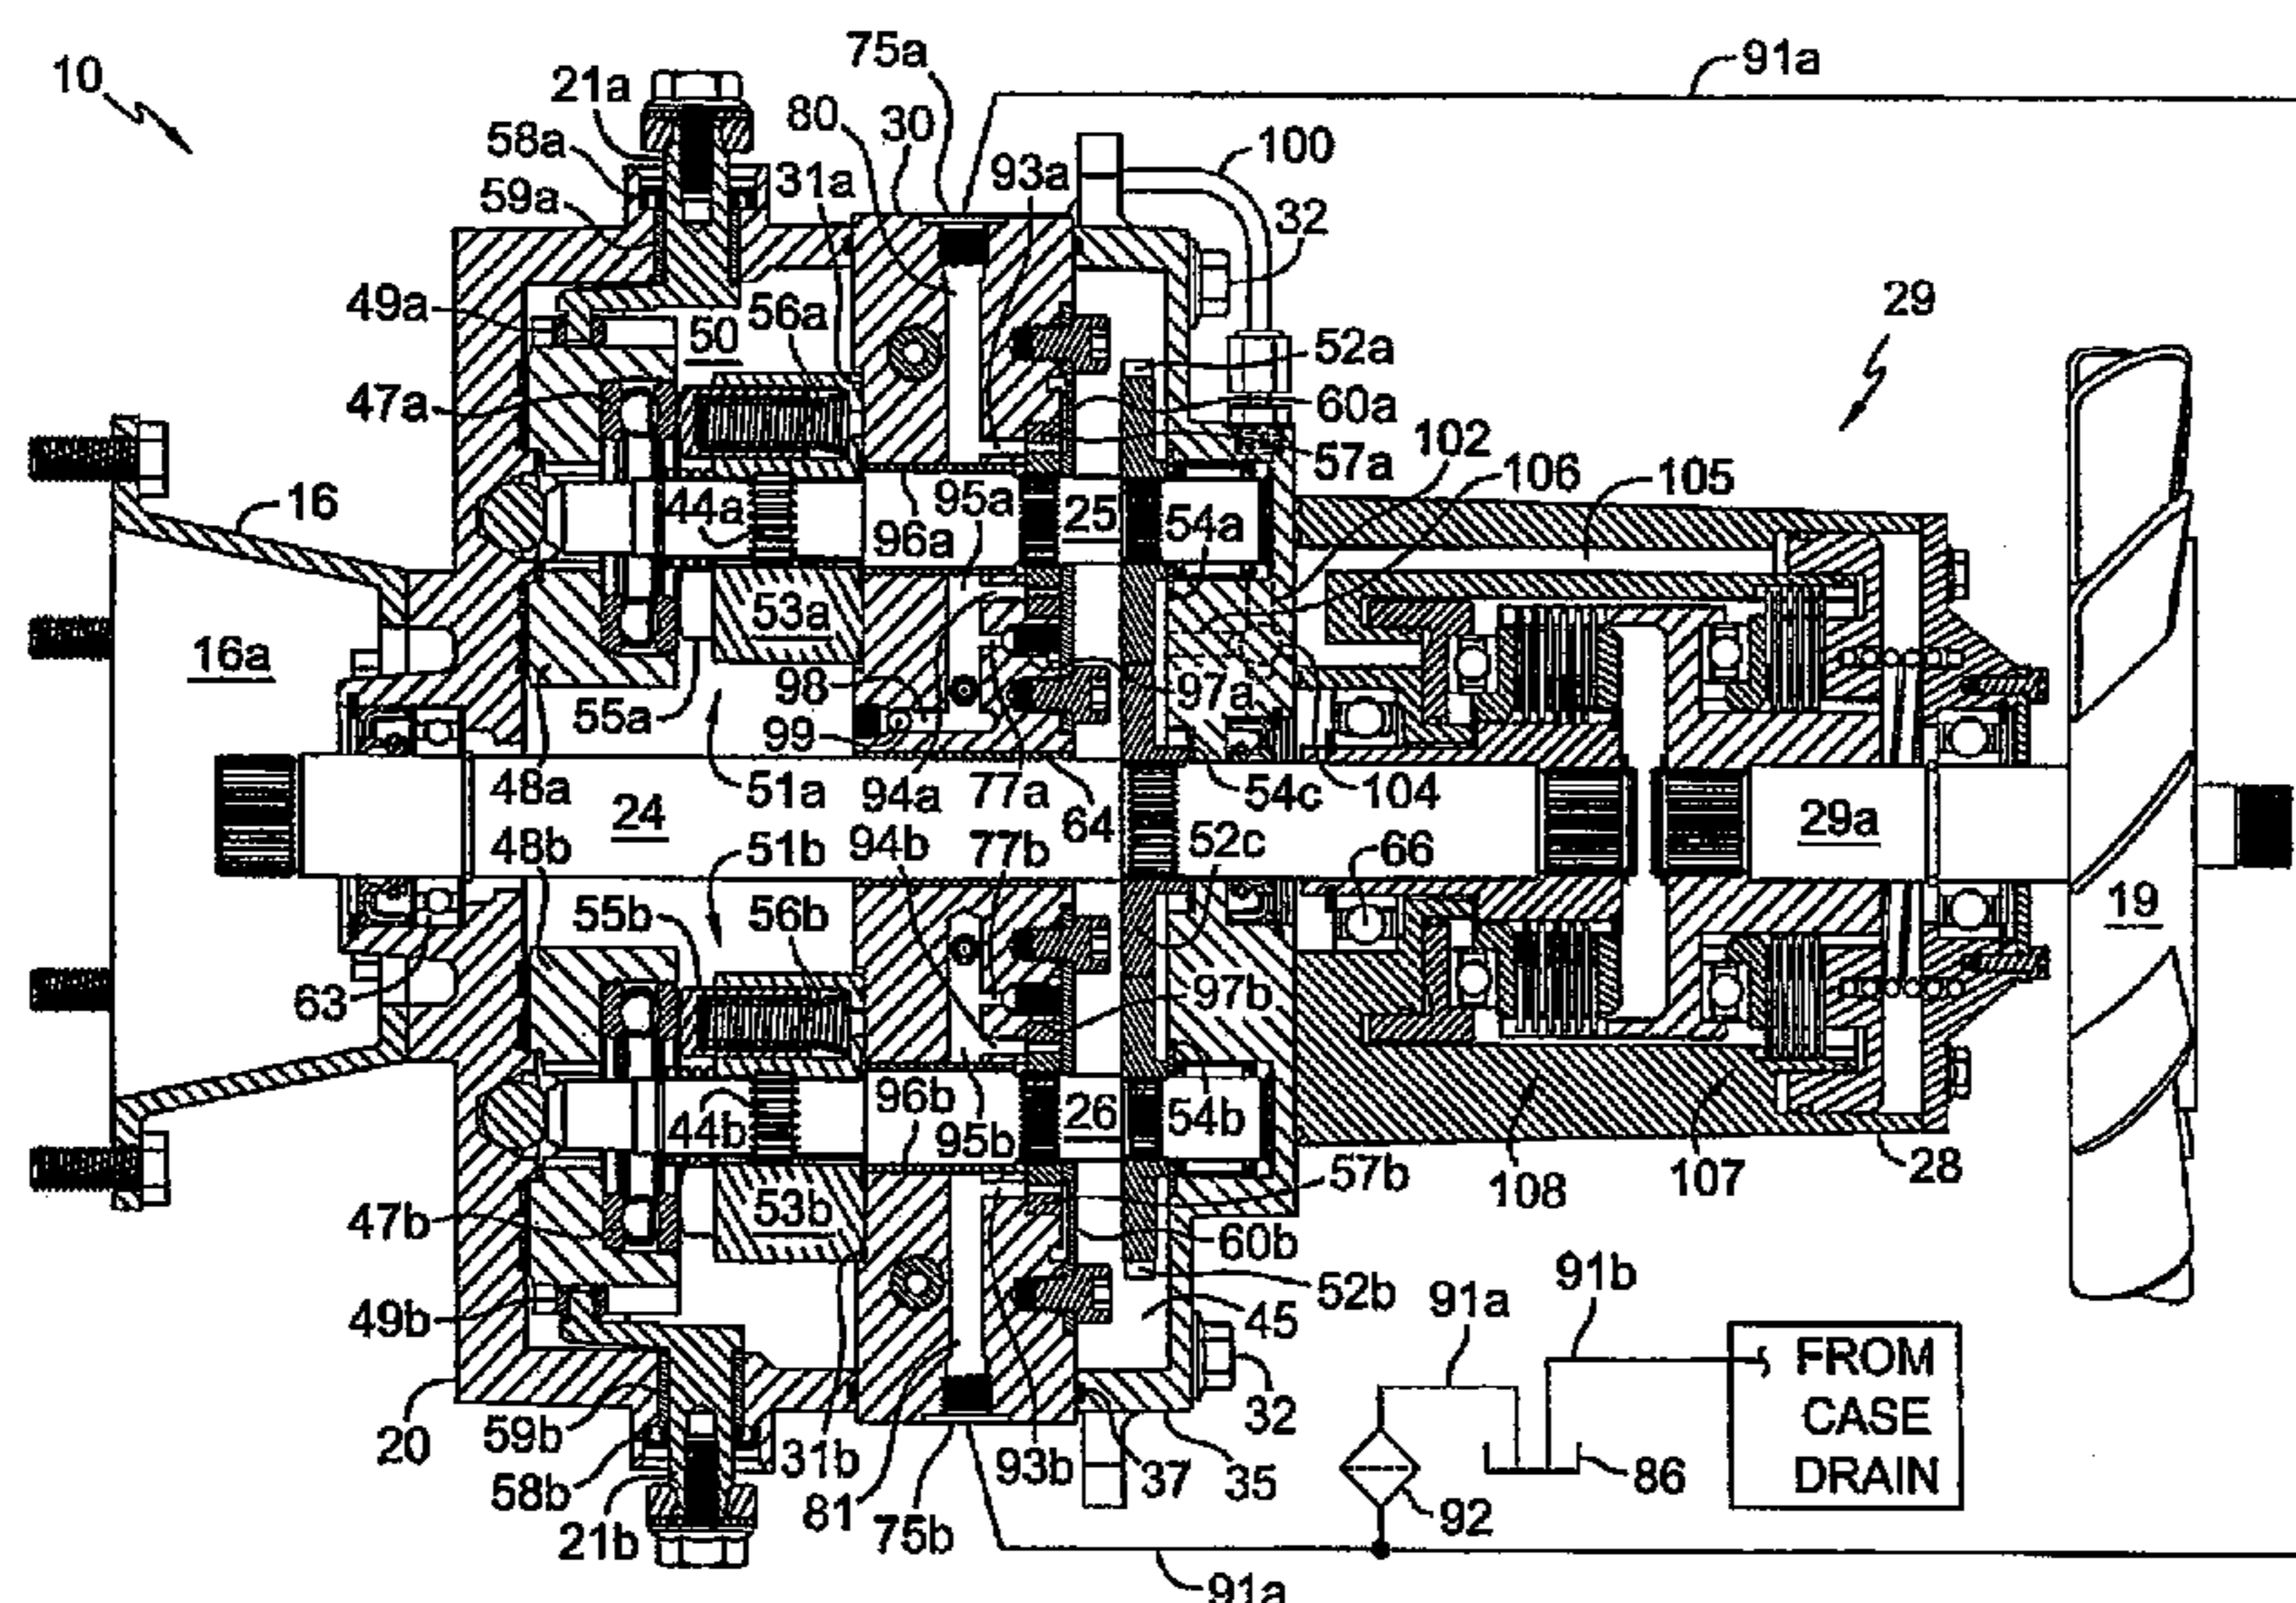 75a
91a
10
21a
80
30
58a
93a
100
31a
59a
32
49a
56a
29
50
52a
47a
60a
102
57a
106
105
16
95a
44a
25
54a
96a
53a
16a
98
97a
55a
99
48a
51a
94a
77a
54c
104
64
24
29a
48b
51b
94b
77b
52c
66
55b
56b
19
97b
63
96b
26
44b
95b
54b
28
53b
57b
108
107
47b
60b
91b
52b
91a
49b
45
FROM
CASE
DRAIN
32
20
59b
31b
93b
37
35
86
58b
81
92
21b
75b
91a